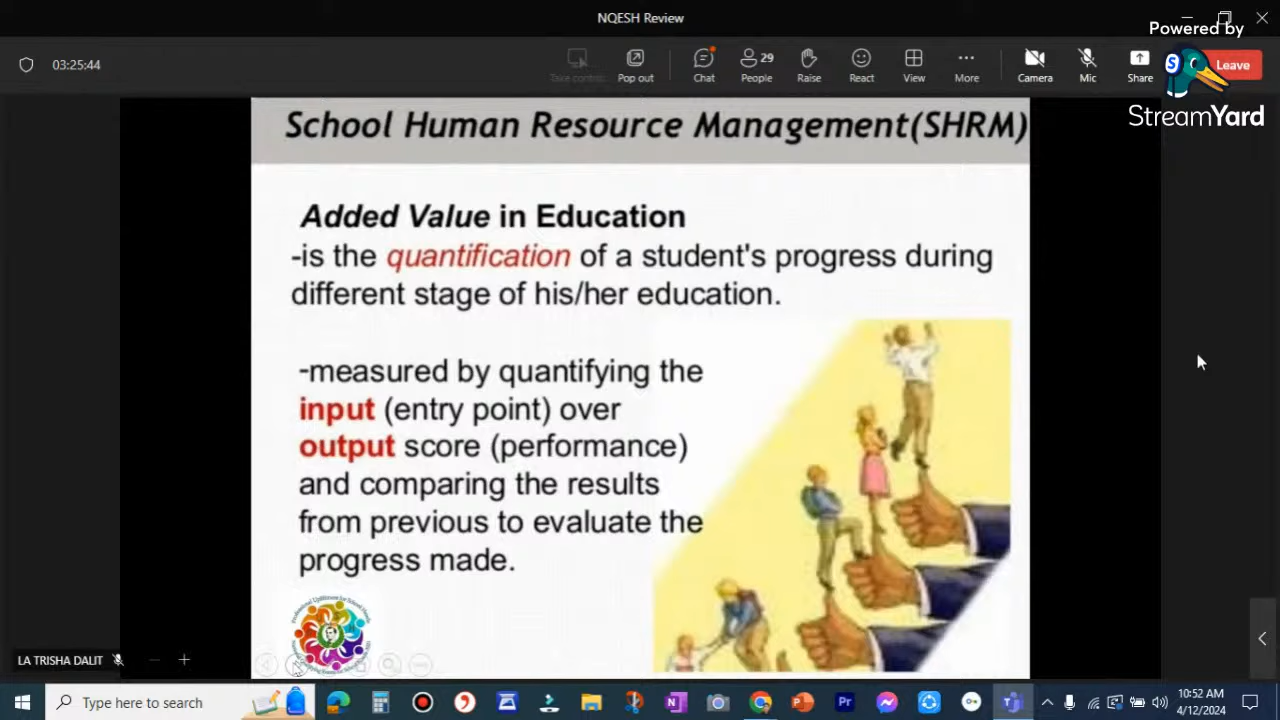 NQESH Review
Powered by
StreamYard
03:25:44
Take control
Pop out
Chat
29
People
Raise
React
View
More
Camera
Mic
Share
Leave
School Human Resource Management(SHRM)
Added Value in Education
-is the quantification of a student's progress during
different stage of his/her education.
-measured by quantifying the
input (entry point) over
output score (performance)
and comparing the results
from previous to evaluate the
progress made.
LA TRISHA DALIT
Type here to search
10:52 AM
4/12/2024